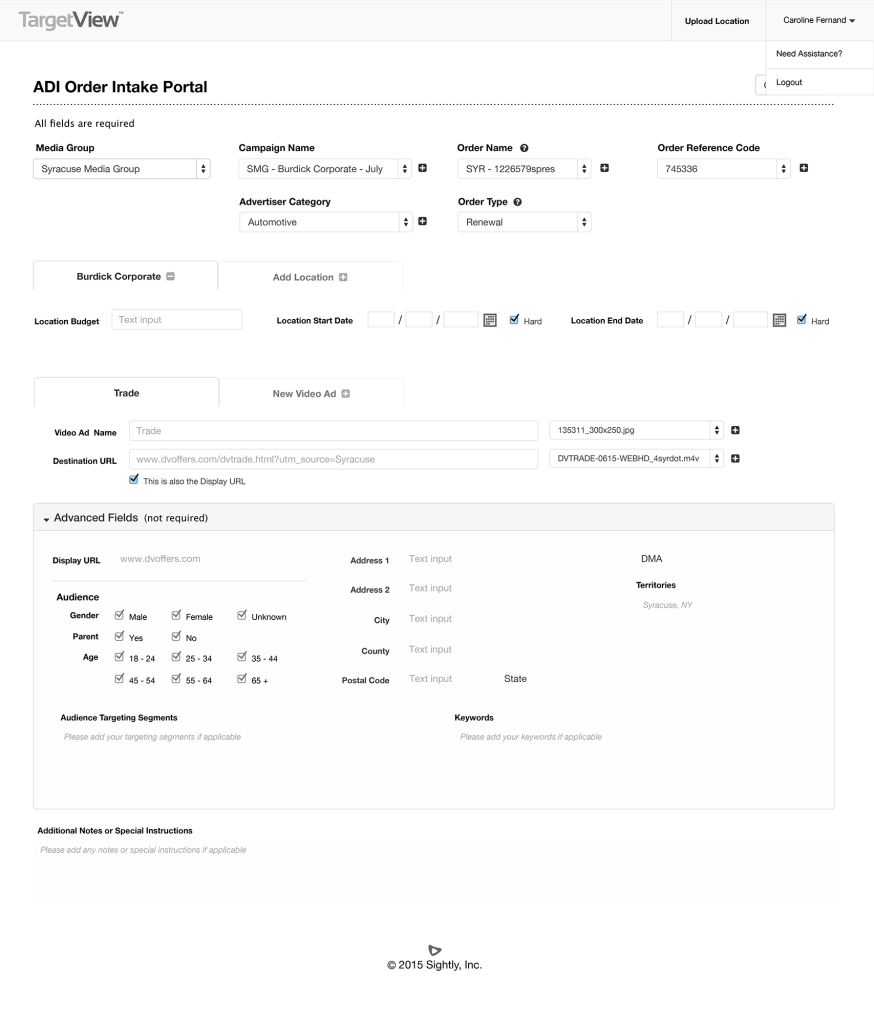 TargetView™
Upload Location
Caroline Fernand
Need Assistance?
Logout
ADI Order Intake Portal
All fields are required
Media Group
Campaign Name
Order Name ?
Order Reference Code
Syracuse Media Group
SMG - Burdick Corporate - July
SYR - 1226579spres
745336
Advertiser Category
Order Type ?
Automotive
Renewal
Burdick Corporate
Add Location
Location Budget
Text input
Location Start Date
/ /
Hard
Location End Date
/ /
Hard
Trade
New Video Ad
Video Ad Name
Trade
135311_300x250.jpg
Destination URL
www.dvoffers.com/dvtrade.html?utm_source=Syracuse
DVTRADE-0615-WEBHD_4syrdot.m4v
This is also the Display URL
Advanced Fields (not required)
Display URL
www.dvoffers.com
Audience
Gender
Male
Female
Unknown
Parent
Yes
No
Age
18 - 24
25 - 34
35 - 44
45 - 54
55 - 64
65 +
Address 1
Text input
Address 2
Text input
City
Text input
County
Text input
Postal Code
Text input
State
DMA
Territories
Syracuse, NY
Audience Targeting Segments
Please add your targeting segments if applicable
Keywords
Please add your keywords if applicable
Additional Notes or Special Instructions
Please add any notes or special instructions if applicable
© 2015 Sightly, Inc.